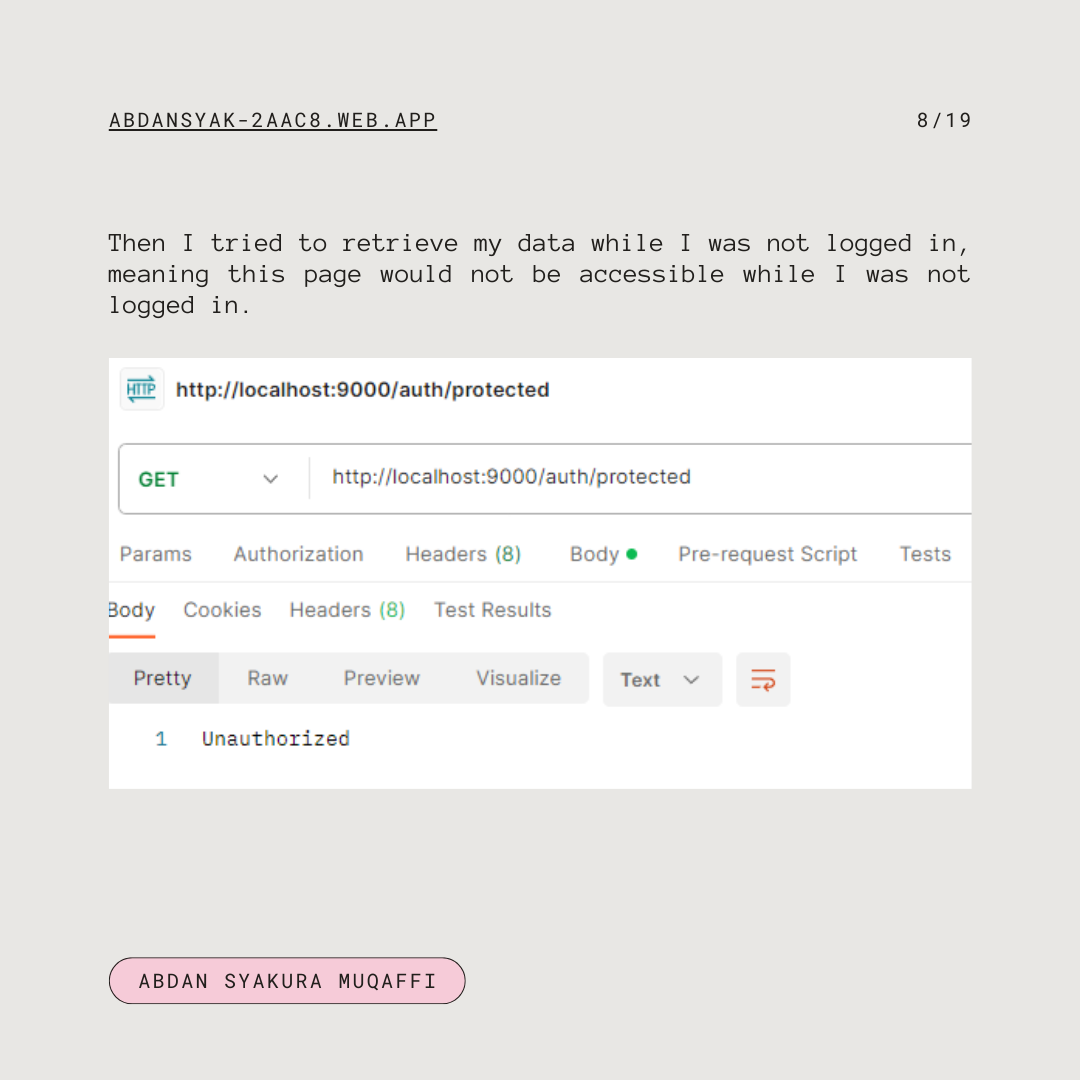 ABDANSYAK-2AAC8.WEB.APP
8/19
Then I tried to retrieve my data while I was not logged in,
meaning this page would not be accessible while I was not
logged in.
HTTP http://localhost:9000/auth/protected
GET http://localhost:9000/auth/protected
Params Authorization Headers (8) Body Pre-request Script Tests
Body Cookies Headers (8) Test Results
Pretty Raw Preview Visualize Text
1 Unauthorized
ABDAN SYAKURA MUQAFFI